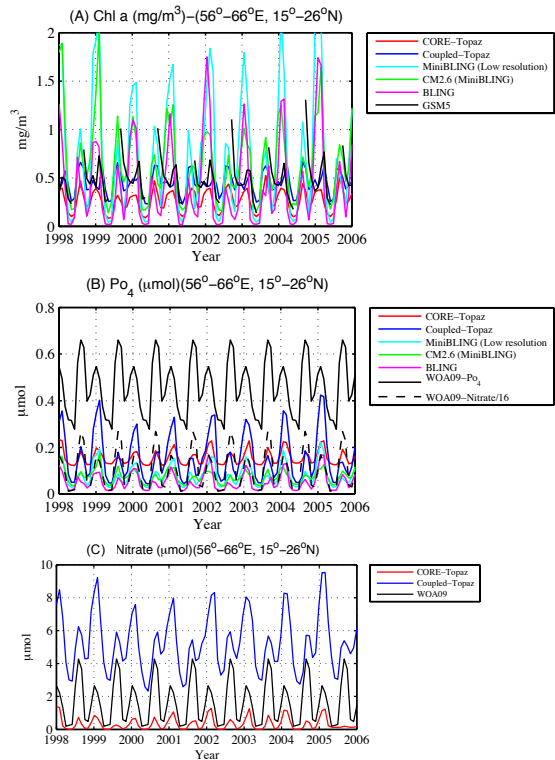 (A) Chl a (mg/m³)−(56°−66°E, 15°−26°N)
2
1.5
1
0.5
0
mg/m³
1998 1999 2000 2001 2002 2003 2004 2005 2006
Year
CORE−Topaz
Coupled−Topaz
MiniBLING (Low resolution)
CM2.6 (MiniBLING)
BLING
GSM5
(B) Po₄ (µmol)(56°−66°E, 15°−26°N)
0.8
0.6
0.4
0.2
0
µmol
1998 1999 2000 2001 2002 2003 2004 2005 2006
Year
CORE−Topaz
Coupled−Topaz
MiniBLING (Low resolution
CM2.6 (MiniBLING)
BLING
WOA09−Po₄
WOA09−Nitrate/16
(C) Nitrate (µmol)(56°−66°E, 15°−26°N)
10
8
6
4
2
0
µmol
1998 1999 2000 2001 2002 2003 2004 2005 2006
Year
CORE−Topaz
Coupled−Topaz
WOA09